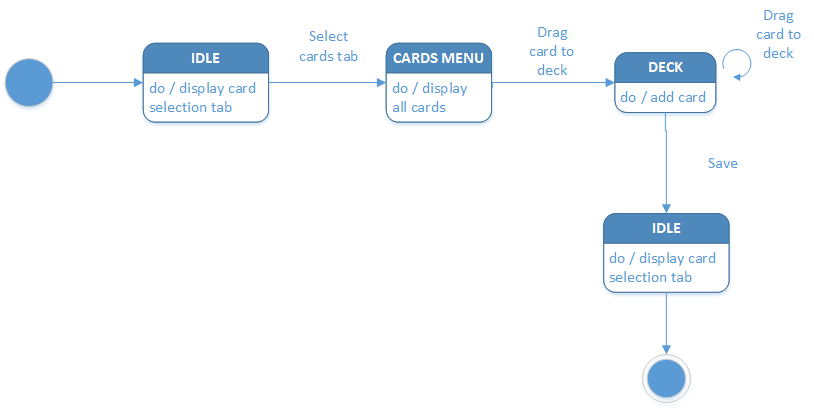 IDLE
do / display card
selection tab
Select
cards tab
CARDS MENU
do / display
all cards
Drag
card to
deck
DECK
do / add card
Drag
card to
deck
Save
IDLE
do / display card
selection tab